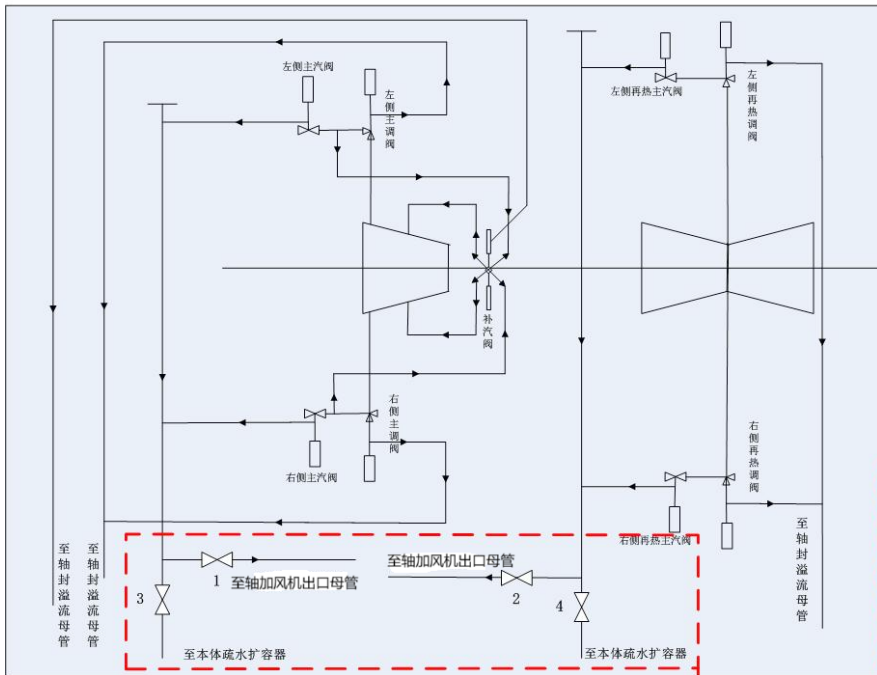 左侧主汽阀
左侧主调阀
左侧再热主汽阀
左侧再热调阀
补汽阀
右侧主调阀
右侧主汽阀
右侧再热调阀
右侧再热主汽阀
至轴封溢流母管
至轴封溢流母管
至轴封溢流母管
1
至轴加风机出口母管
至轴加风机出口母管
2
3
4
至本体疏水扩容器
至本体疏水扩容器